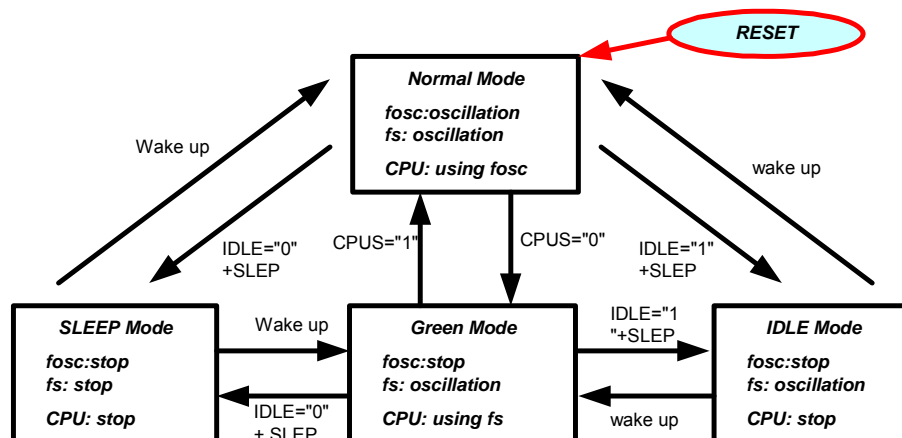 RESET
Normal Mode
fosc:oscillation
fs: oscillation
CPU: using fosc
Wake up
wake up
IDLE="0"
+SLEP
CPUS="1"
CPUS="0"
IDLE="1"
+SLEP
SLEEP Mode
fosc:stop
fs: stop
CPU: stop
Wake up
IDLE="0"
+ SLEP
Green Mode
fosc:stop
fs: oscillation
CPU: using fs
IDLE="1
"+SLEP
wake up
IDLE Mode
fosc:stop
fs: oscillation
CPU: stop